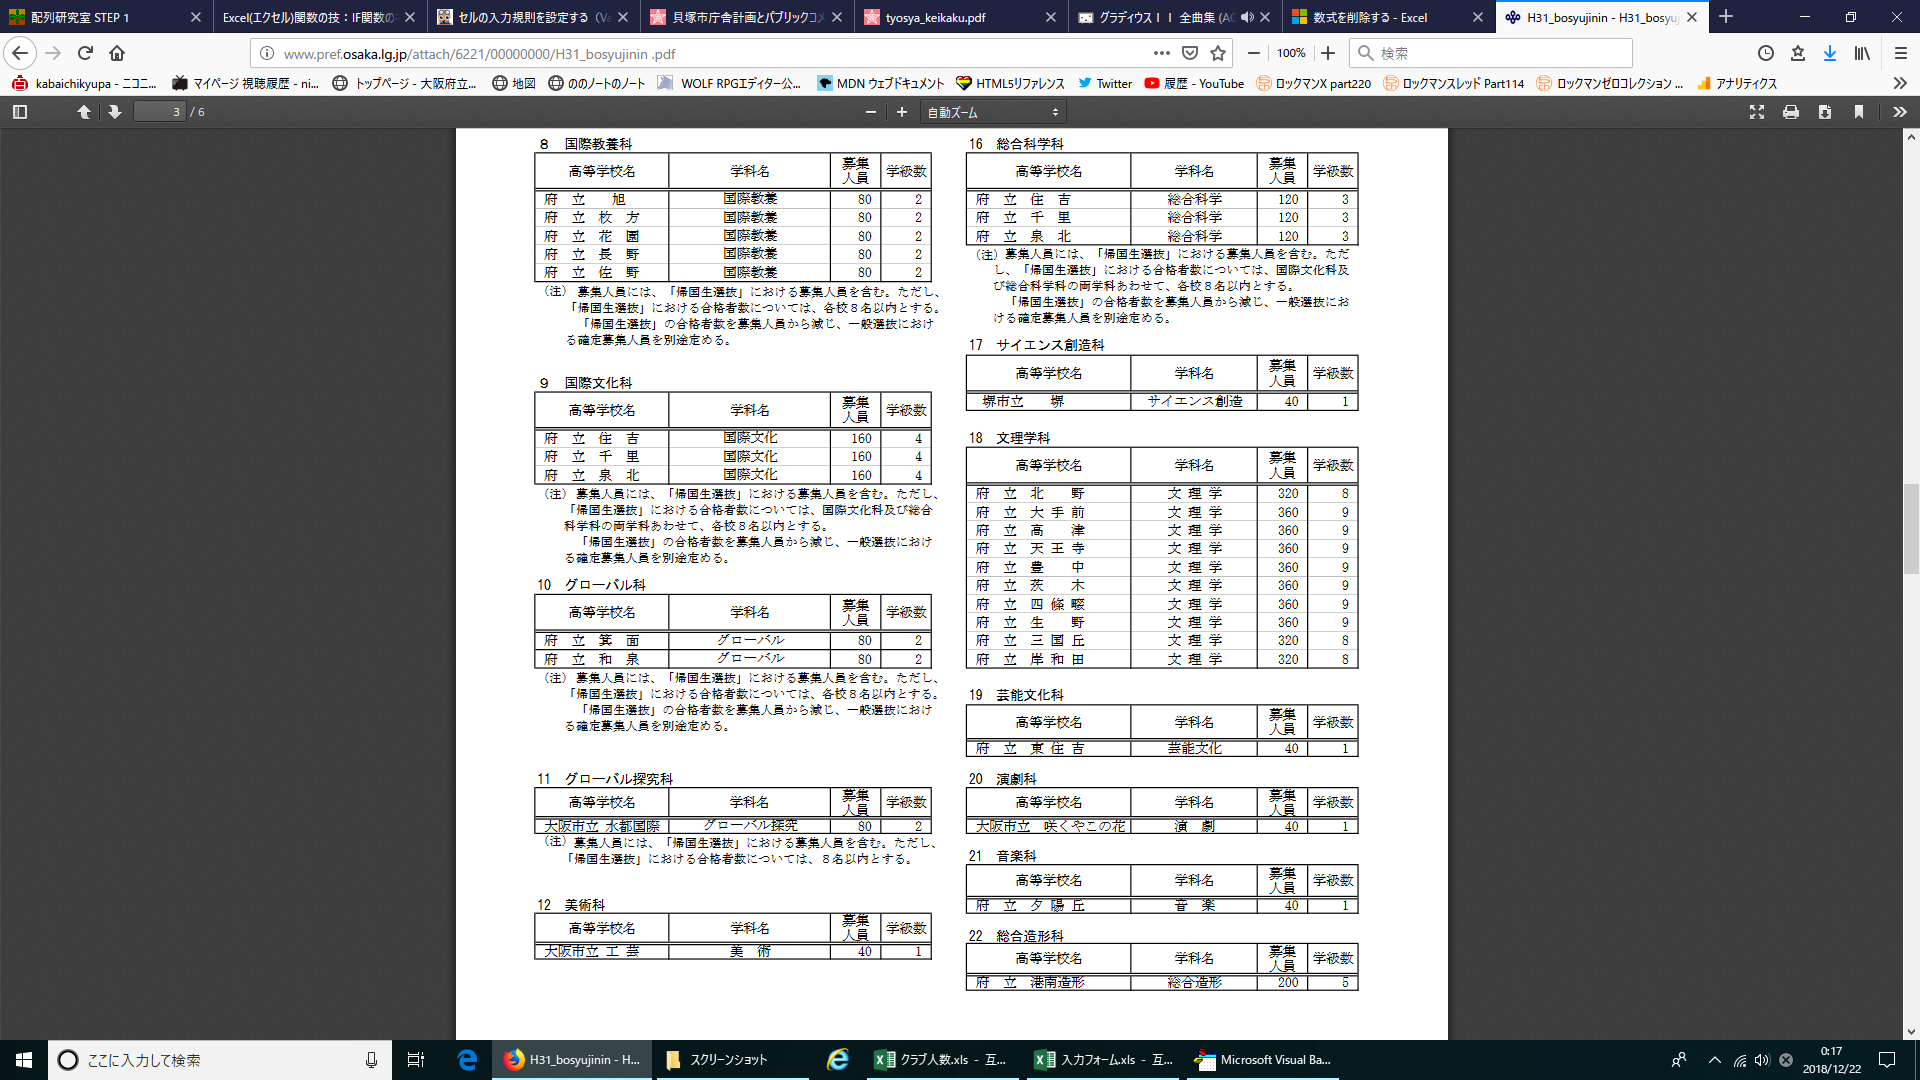 配列研究室 STEP 1
Excel(エクセル)関数の技：IF関数の
セルの入力規則を設定する（Va
貝塚市庁舎計画とパブリックコメ
tyosya_keikaku.pdf
グラディウスＩＩ 全曲集 (AC
数式を削除する - Excel
H31_bosyujinin - H31_bosyuj
www.pref.osaka.lg.jp/attach/6221/00000000/H31_bosyujinin .pdf
100%
検索
kabaichikyupa - ニコニ...
マイページ 視聴履歴 - ni...
トップページ - 大阪府立...
地図
ののノートのノート
WOLF RPGエディター公...
MDN ウェブドキュメント
HTML5リファレンス
Twitter
履歴 - YouTube
ロックマンX part220
ロックマンスレッド Part114
ロックマンゼロコレクション ...
アナリティクス
3 / 6
自動ズーム
８　国際教養科
高等学校名 学科名 募集人員 学級数
府　立　　旭 国際教養 80 2
府　立　枚　方 国際教養 80 2
府　立　花　園 国際教養 80 2
府　立　長　野 国際教養 80 2
府　立　佐　野 国際教養 80 2
（注）募集人員には、「帰国生選抜」における募集人員を含む。ただし、
「帰国生選抜」における合格者数については、各校８名以内とする。
「帰国生選抜」の合格者数を募集人員から減じ、一般選抜におけ
る確定募集人員を別途定める。
９　国際文化科
高等学校名 学科名 募集人員 学級数
府　立　住　吉 国際文化 160 4
府　立　千　里 国際文化 160 4
府　立　泉　北 国際文化 160 4
（注）募集人員には、「帰国生選抜」における募集人員を含む。ただし、
「帰国生選抜」における合格者数については、国際文化科及び総合
科学科の両学科あわせて、各校８名以内とする。
「帰国生選抜」の合格者数を募集人員から減じ、一般選抜におけ
る確定募集人員を別途定める。
10　グローバル科
高等学校名 学科名 募集人員 学級数
府　立　箕　面 グローバル 80 2
府　立　和　泉 グローバル 80 2
（注）募集人員には、「帰国生選抜」における募集人員を含む。ただし、
「帰国生選抜」における合格者数については、各校８名以内とする。
「帰国生選抜」の合格者数を募集人員から減じ、一般選抜におけ
る確定募集人員を別途定める。
11　グローバル探究科
高等学校名 学科名 募集人員 学級数
大阪市立 水都国際 グローバル探究 80 2
（注）募集人員には、「帰国生選抜」における募集人員を含む。ただし、
「帰国生選抜」における合格者数については、８名以内とする。
12　美術科
高等学校名 学科名 募集人員 学級数
大阪市立 工 芸 美　術 40 1
16　総合科学科
高等学校名 学科名 募集人員 学級数
府　立　住　吉 総合科学 120 3
府　立　千　里 総合科学 120 3
府　立　泉　北 総合科学 120 3
（注）募集人員には、「帰国生選抜」における募集人員を含む。ただ
し、「帰国生選抜」における合格者数については、国際文化科及
び総合科学科の両学科あわせて、各校８名以内とする。
「帰国生選抜」の合格者数を募集人員から減じ、一般選抜にお
ける確定募集人員を別途定める。
17　サイエンス創造科
高等学校名 学科名 募集人員 学級数
堺市立　　堺 サイエンス創造 40 1
18　文理学科
高等学校名 学科名 募集人員 学級数
府　立　北　　野 文 理 学 320 8
府　立　大 手 前 文 理 学 360 9
府　立　高　　津 文 理 学 360 9
府　立　天 王 寺 文 理 学 360 9
府　立　豊　　中 文 理 学 360 9
府　立　茨　　木 文 理 学 360 9
府　立　四 條 畷 文 理 学 360 9
府　立　生　　野 文 理 学 360 9
府　立　三 国 丘 文 理 学 320 8
府　立　岸 和 田 文 理 学 320 8
19　芸能文化科
高等学校名 学科名 募集人員 学級数
府　立　東 住 吉 芸能文化 40 1
20　演劇科
高等学校名 学科名 募集人員 学級数
大阪市立　咲くやこの花 演　劇 40 1
21　音楽科
高等学校名 学科名 募集人員 学級数
府　立　夕 陽 丘 音　楽 40 1
22　総合造形科
高等学校名 学科名 募集人員 学級数
府　立　港南造形 総合造形 200 5
ここに入力して検索
H31_bosyujinin - H...
スクリーンショット
クラブ人数.xls - 互...
入力フォーム.xls - 互...
Microsoft Visual Ba...
0:17
2018/12/22